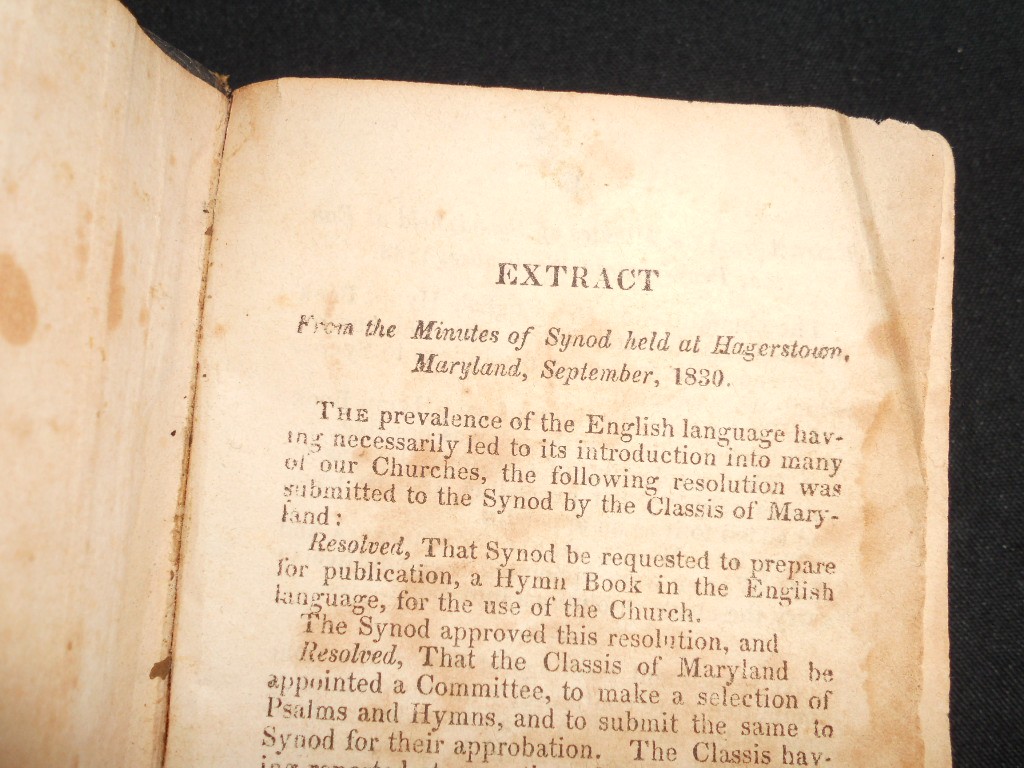 EXTRACT
From the Minutes of Synod held at Hagerstown,
Maryland, September, 1830.
THE prevalence of the English language hav-
ing necessarily led to its introduction into many
of our Churches, the following resolution was
submitted to the Synod by the Classis of Mary-
land:
Resolved, That Synod be requested to prepare
for publication, a Hymn Book in the English
language, for the use of the Church.
The Synod approved this resolution, and
Resolved, That the Classis of Maryland be
appointed a Committee, to make a selection of
Psalms and Hymns, and to submit the same to
Synod for their approbation. The Classis hav-
ing reported